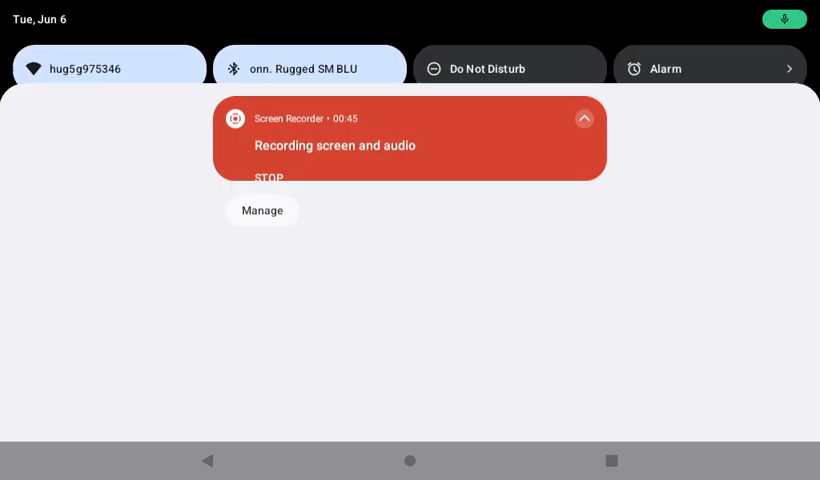 Tue, Jun 6
hug5g975346
onn. Rugged SM BLU
Do Not Disturb
Alarm
Screen Recorder • 00:45
Recording screen and audio
STOP
Manage